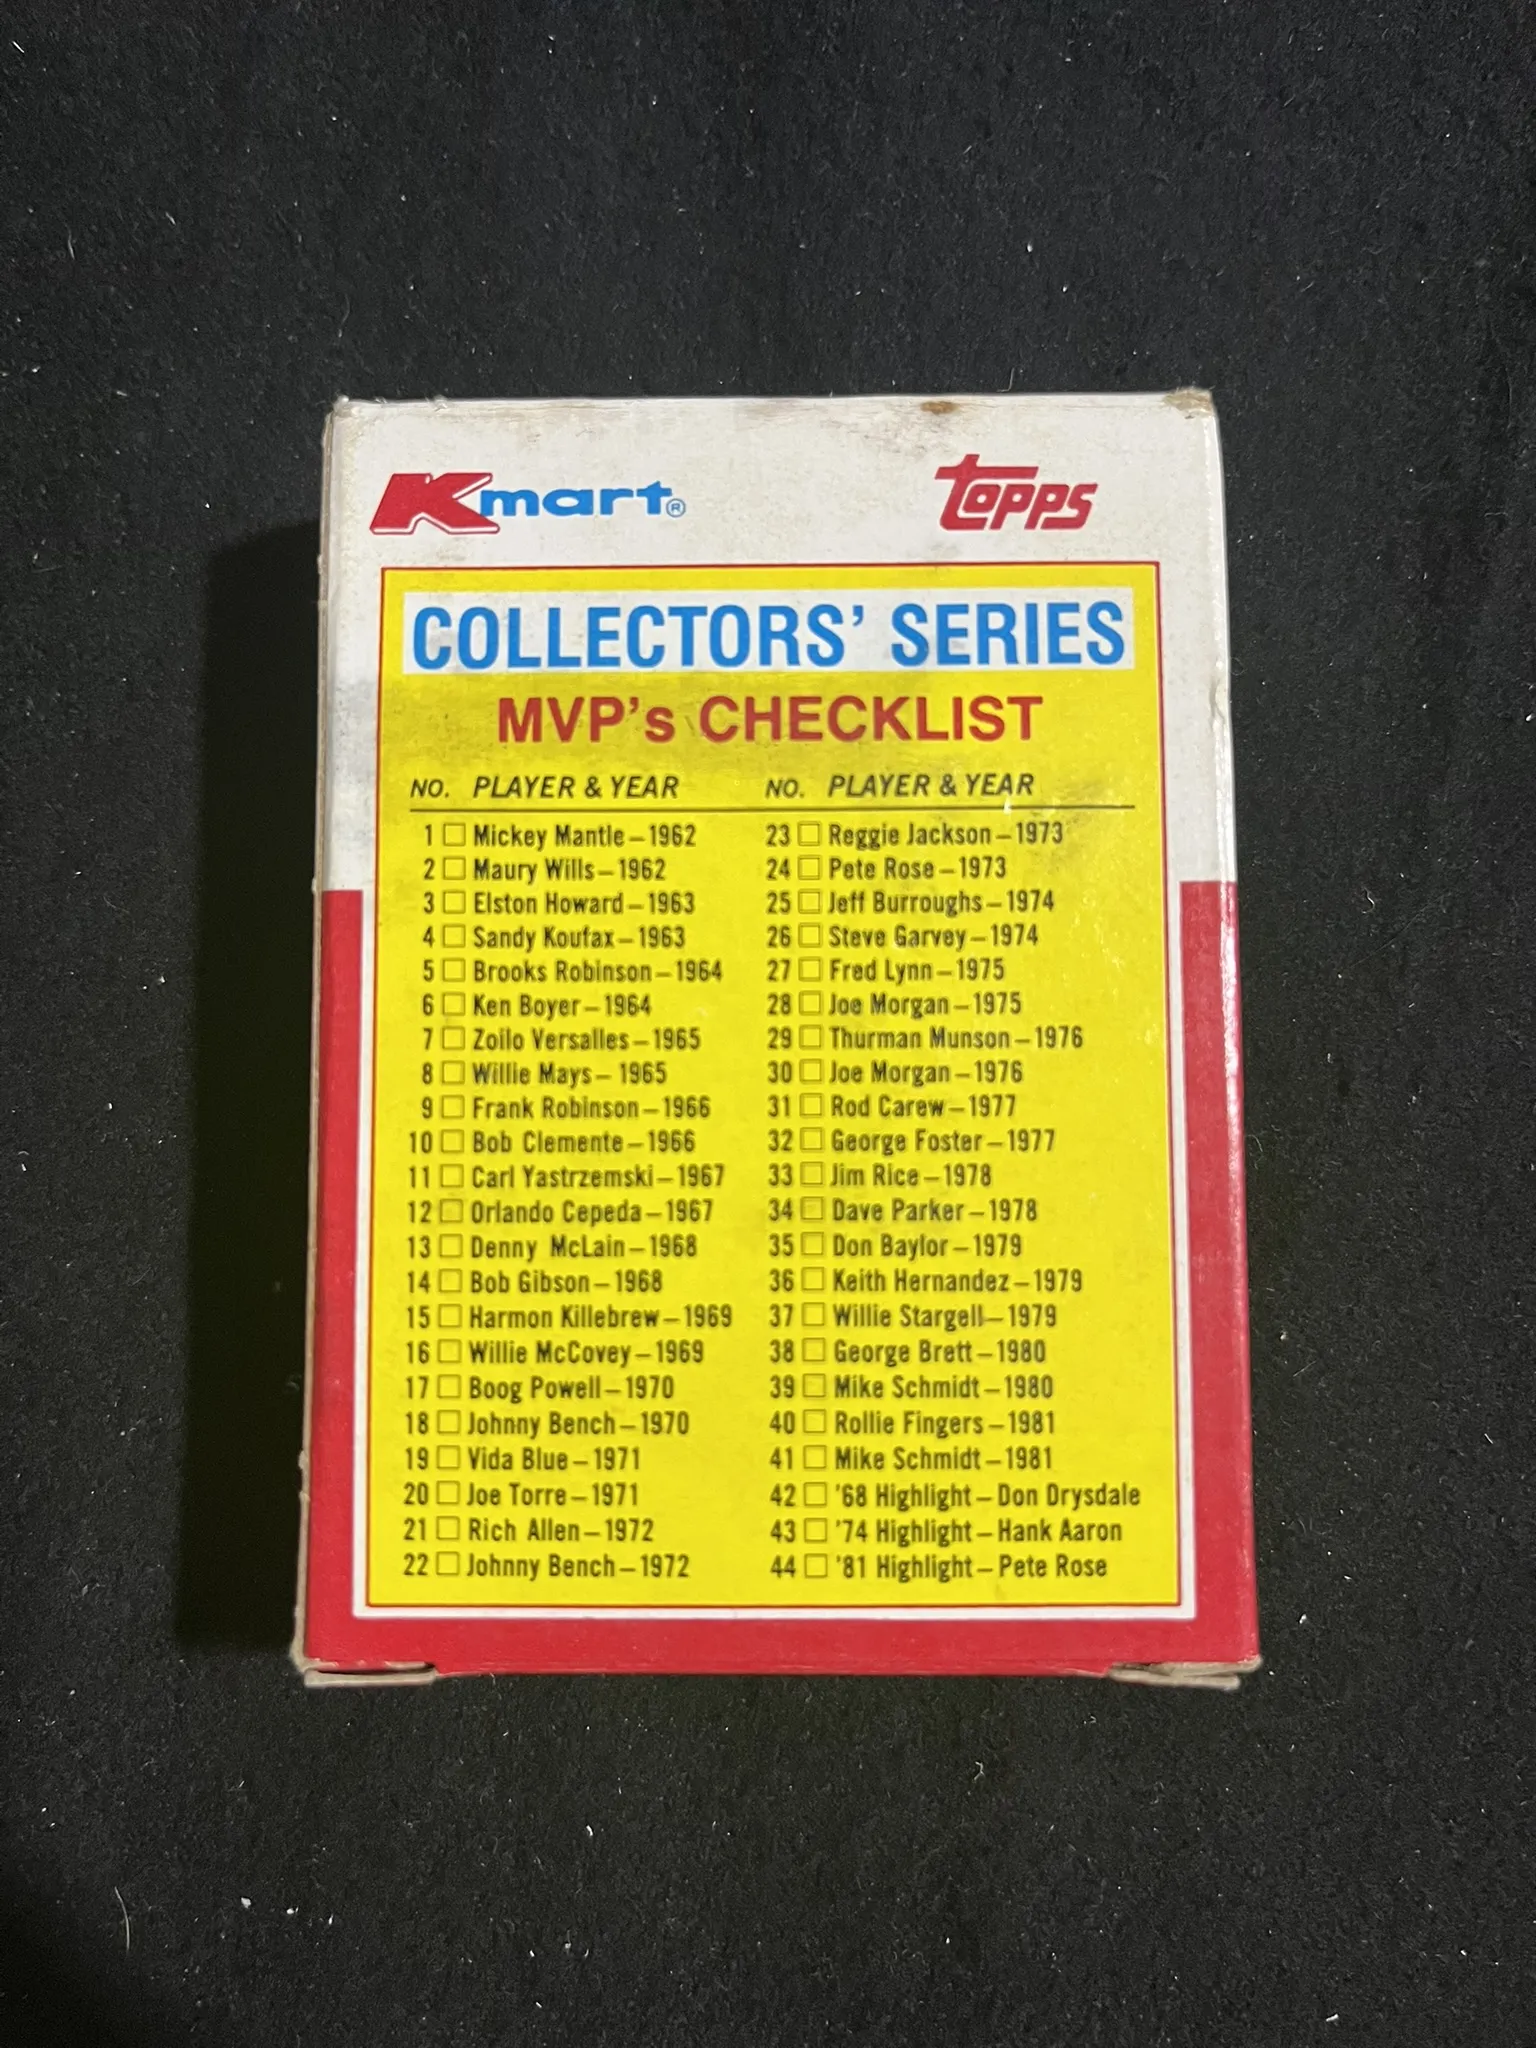 Kmart®
TOPPS
COLLECTORS' SERIES
MVP's CHECKLIST
NO. PLAYER & YEAR
1 □ Mickey Mantle – 1962
2 □ Maury Wills – 1962
3 □ Elston Howard – 1963
4 □ Sandy Koufax – 1963
5 □ Brooks Robinson – 1964
6 □ Ken Boyer – 1964
7 □ Zoilo Versalles – 1965
8 □ Willie Mays – 1965
9 □ Frank Robinson – 1966
10 □ Bob Clemente – 1966
11 □ Carl Yastrzemski – 1967
12 □ Orlando Cepeda – 1967
13 □ Denny McLain – 1968
14 □ Bob Gibson – 1968
15 □ Harmon Killebrew – 1969
16 □ Willie McCovey – 1969
17 □ Boog Powell – 1970
18 □ Johnny Bench – 1970
19 □ Vida Blue – 1971
20 □ Joe Torre – 1971
21 □ Rich Allen – 1972
22 □ Johnny Bench – 1972
NO. PLAYER & YEAR
23 □ Reggie Jackson – 1973
24 □ Pete Rose – 1973
25 □ Jeff Burroughs – 1974
26 □ Steve Garvey – 1974
27 □ Fred Lynn – 1975
28 □ Joe Morgan – 1975
29 □ Thurman Munson – 1976
30 □ Joe Morgan – 1976
31 □ Rod Carew – 1977
32 □ George Foster – 1977
33 □ Jim Rice – 1978
34 □ Dave Parker – 1978
35 □ Don Baylor – 1979
36 □ Keith Hernandez – 1979
37 □ Willie Stargell – 1979
38 □ George Brett – 1980
39 □ Mike Schmidt – 1980
40 □ Rollie Fingers – 1981
41 □ Mike Schmidt – 1981
42 □ '68 Highlight – Don Drysdale
43 □ '74 Highlight – Hank Aaron
44 □ '81 Highlight – Pete Rose